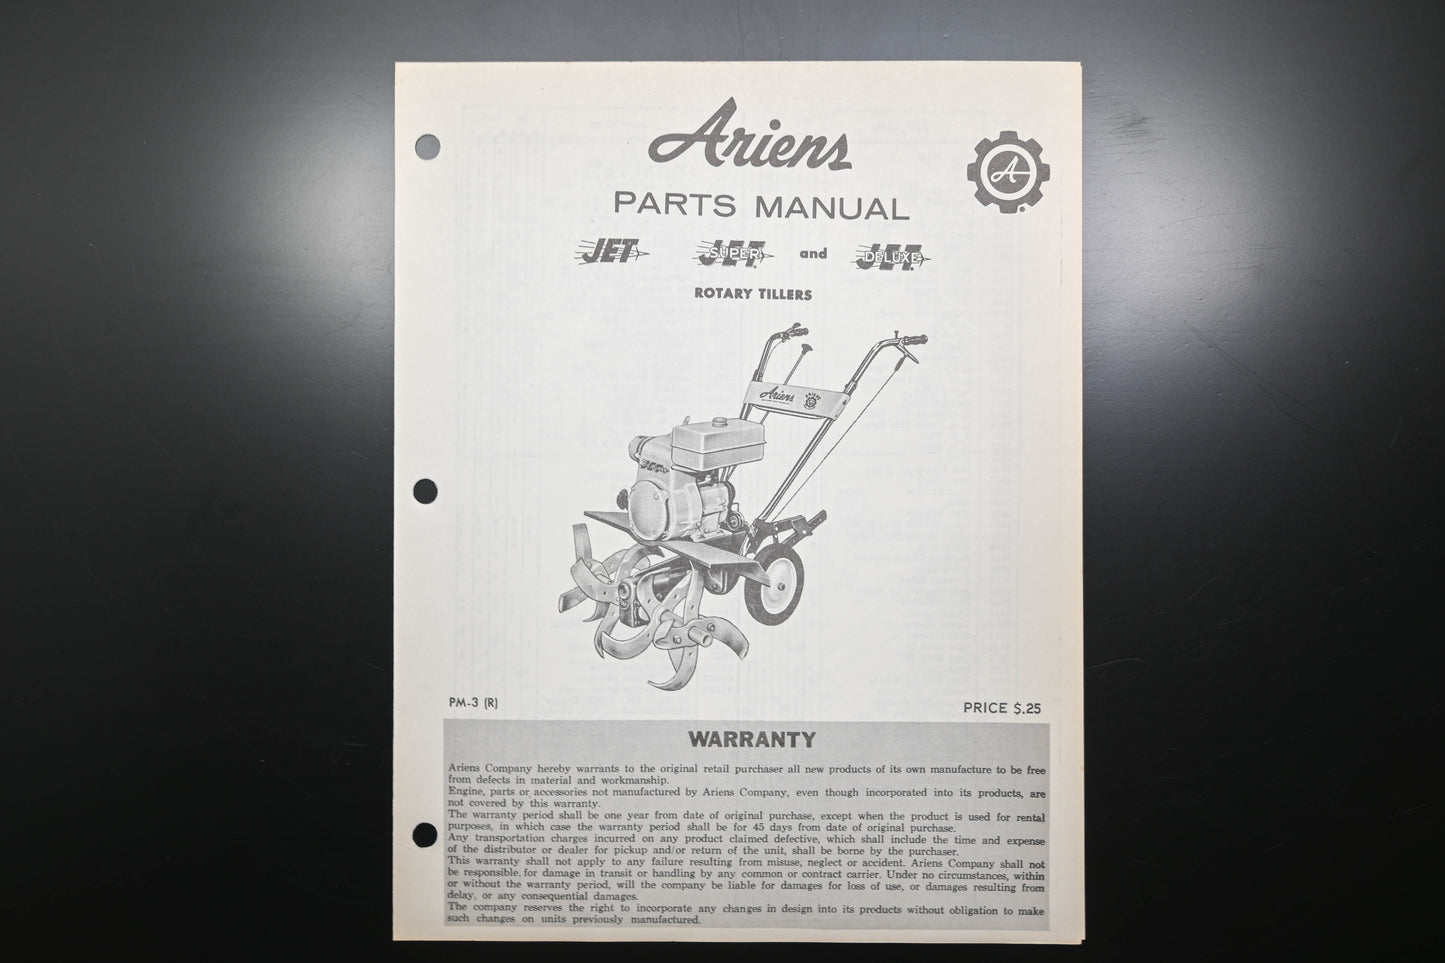 Ariens
A
PARTS MANUAL
JET SUPER JET and DELUXE JET
ROTARY TILLERS
Ariens
JET
PM-3 (R)
PRICE $.25
WARRANTY
Ariens Company hereby warrants to the original retail purchaser all new products of its own manufacture to be free
from defects in material and workmanship.
Engine, parts or accessories not manufactured by Ariens Company, even though incorporated into its products, are
not covered by this warranty.
The warranty period shall be one year from date of original purchase, except when the product is used for rental
purposes, in which case the warranty period shall be for 45 days from date of original purchase.
Any transportation charges incurred on any product claimed defective, which shall include the time and expense
of the distributor or dealer for pickup and/or return of the unit, shall be borne by the purchaser.
This warranty shall not apply to any failure resulting from misuse, neglect or accident. Ariens Company shall not
be responsible for damage in transit or handling by any common or contract carrier. Under no circumstances, within
or without the warranty period, will the company be liable for damages for loss of use, or damages resulting from
delay, or any consequential damages.
The company reserves the right to incorporate any changes in design into its products without obligation to make
such changes on units previously manufactured.